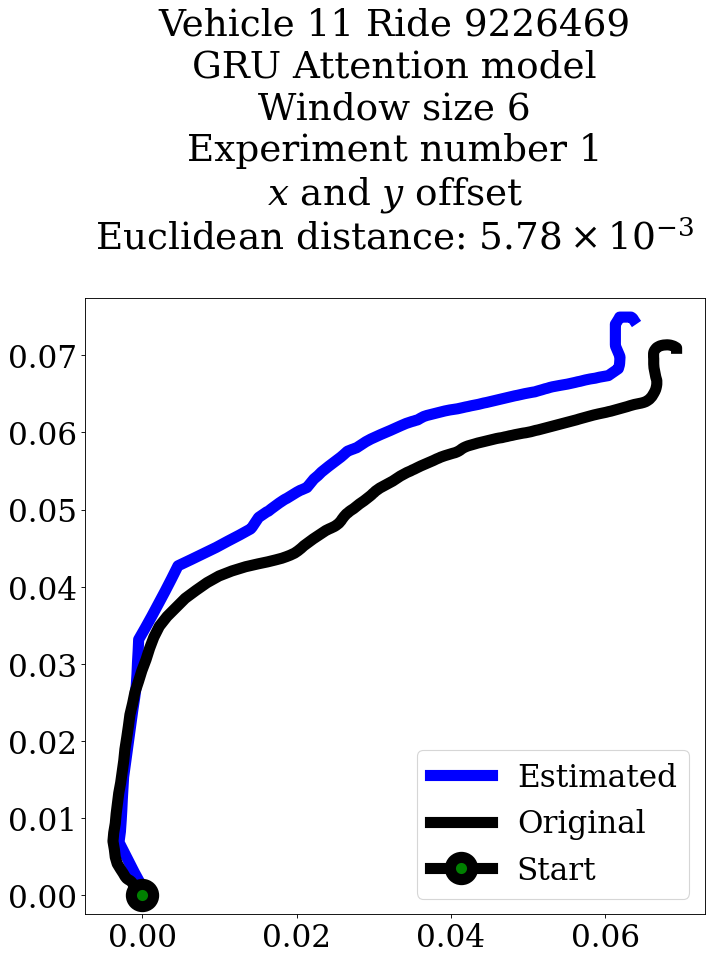 Vehicle 11 Ride 9226469
GRU Attention model
Window size 6
Experiment number 1
x and y offset
Euclidean distance: 5.78 × 10⁻³
0.07
0.06
0.05
0.04
0.03
0.02
0.01
0.00
Estimated
Original
Start
0.00 0.02 0.04 0.06